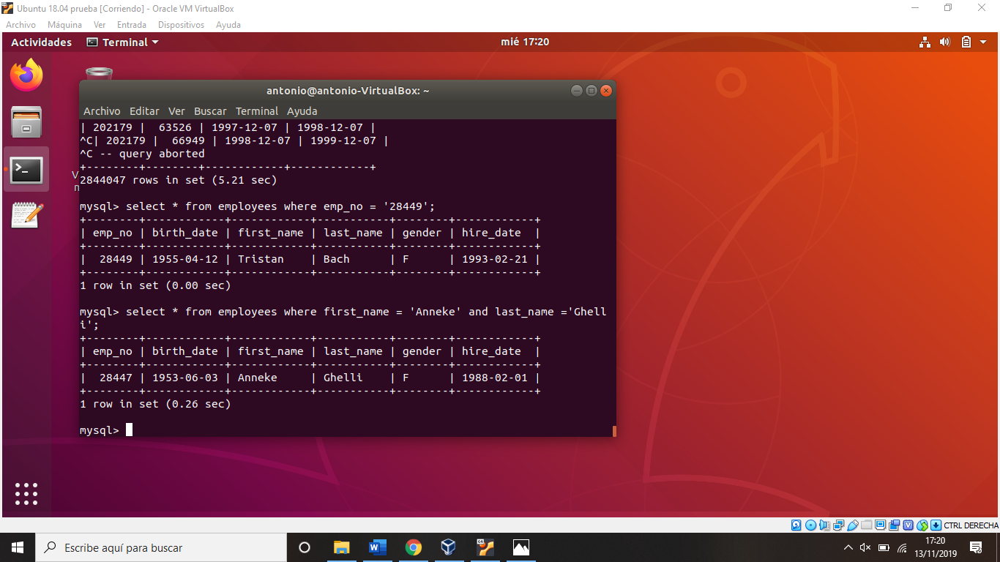 Ubuntu 18.04 prueba [Corriendo] - Oracle VM VirtualBox
Archivo Máquina Ver Entrada Dispositivos Ayuda
Actividades Terminal mié 17:20
antonio@antonio-VirtualBox: ~
Archivo Editar Ver Buscar Terminal Ayuda
| 202179 |  63526 | 1997-12-07 | 1998-12-07 |
^C| 202179 |  66949 | 1998-12-07 | 1999-12-07 |
^C -- query aborted
+--------+--------+------------+------------+
2844047 rows in set (5.21 sec)
mysql> select * from employees where emp_no = '28449';
+--------+------------+------------+-----------+--------+------------+
| emp_no | birth_date | first_name | last_name | gender | hire_date  |
+--------+------------+------------+-----------+--------+------------+
|  28449 | 1955-04-12 | Tristan    | Bach      | F      | 1993-02-21 |
+--------+------------+------------+-----------+--------+------------+
1 row in set (0.00 sec)
mysql> select * from employees where first_name = 'Anneke' and last_name ='Ghell
i';
+--------+------------+------------+-----------+--------+------------+
| emp_no | birth_date | first_name | last_name | gender | hire_date  |
+--------+------------+------------+-----------+--------+------------+
|  28447 | 1953-06-03 | Anneke     | Ghelli    | F      | 1988-02-01 |
+--------+------------+------------+-----------+--------+------------+
1 row in set (0.26 sec)
mysql>
CTRL DERECHA
Escribe aquí para buscar
17:20
13/11/2019